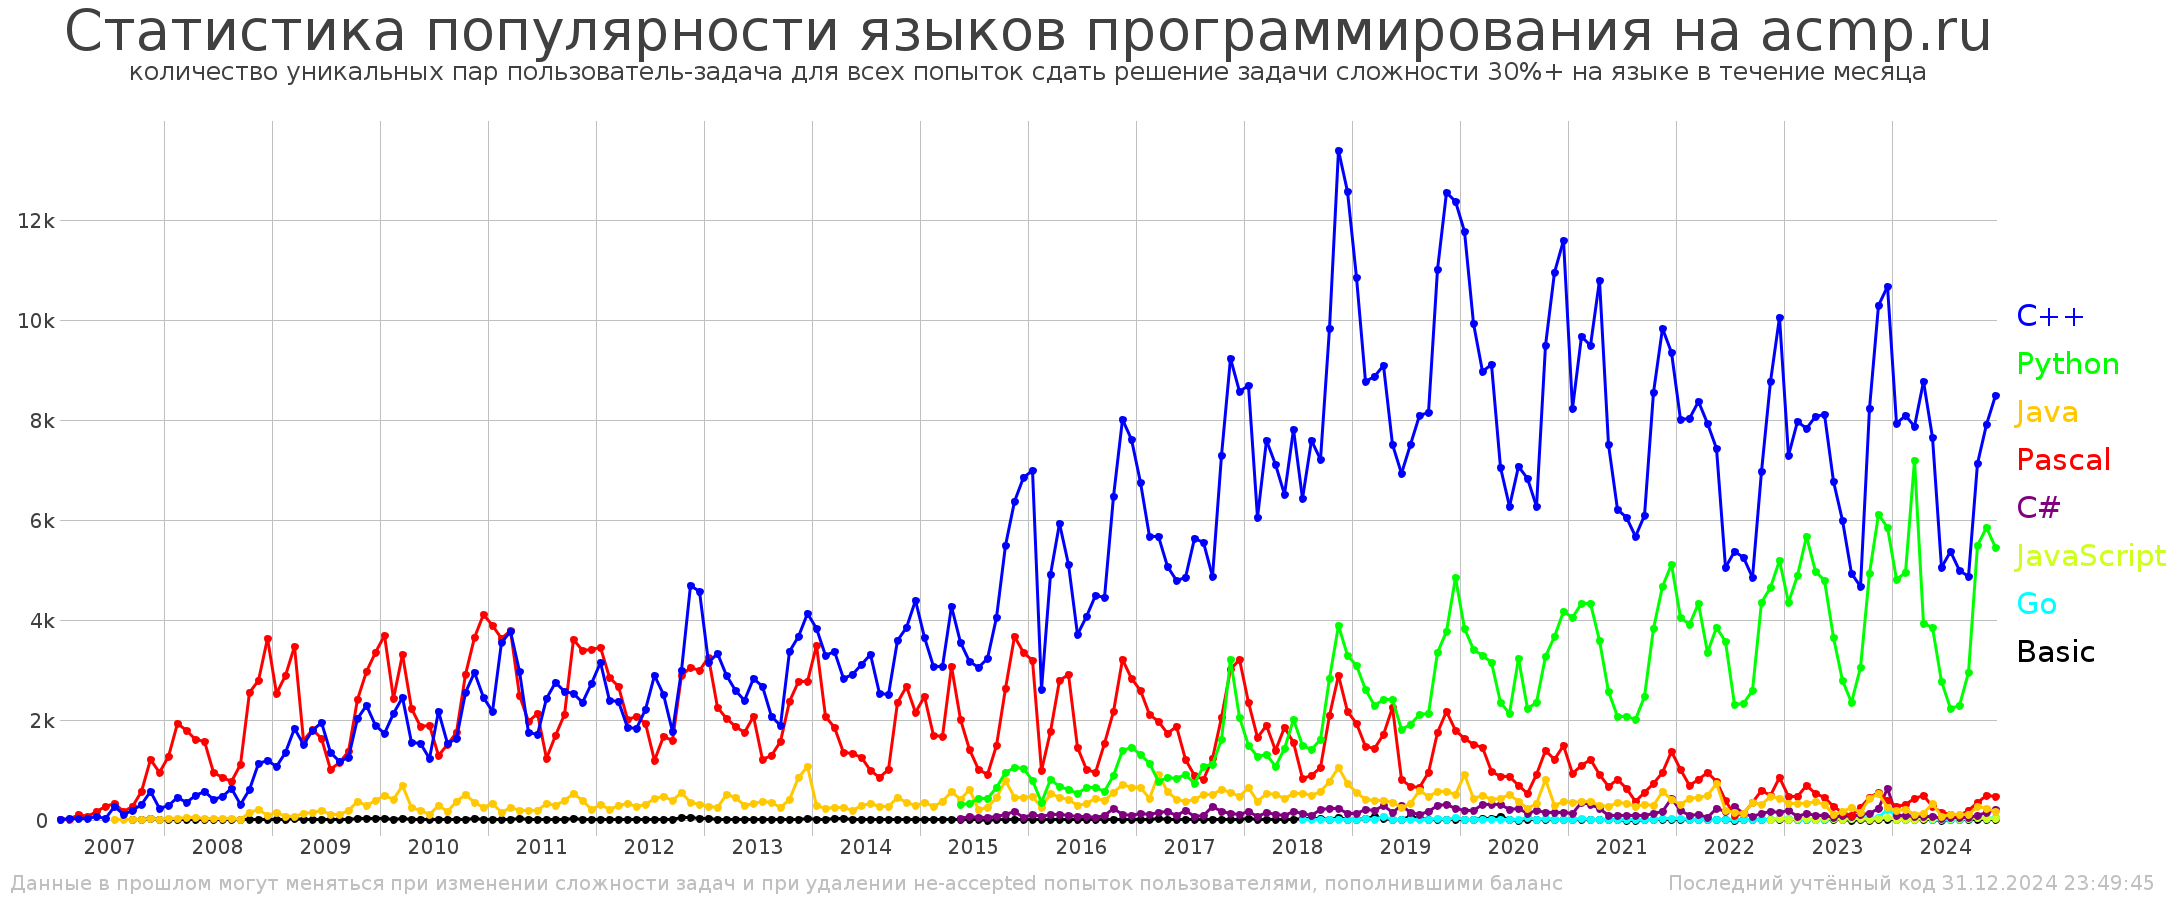 Статистика популярности языков программирования на acmp.ru
количество уникальных пар пользователь-задача для всех попыток сдать решение задачи сложности 30%+ на языке в течение месяца
12k
10k
8k
6k
4k
2k
0
C++
Python
Java
Pascal
C#
JavaScript
Go
Basic
2007 2008 2009 2010 2011 2012 2013 2014 2015 2016 2017 2018 2019 2020 2021 2022 2023 2024
Данные в прошлом могут меняться при изменении сложности задач и при удалении не-accepted попыток пользователями, пополнившими баланс
Последний учтённый код 31.12.2024 23:49:45